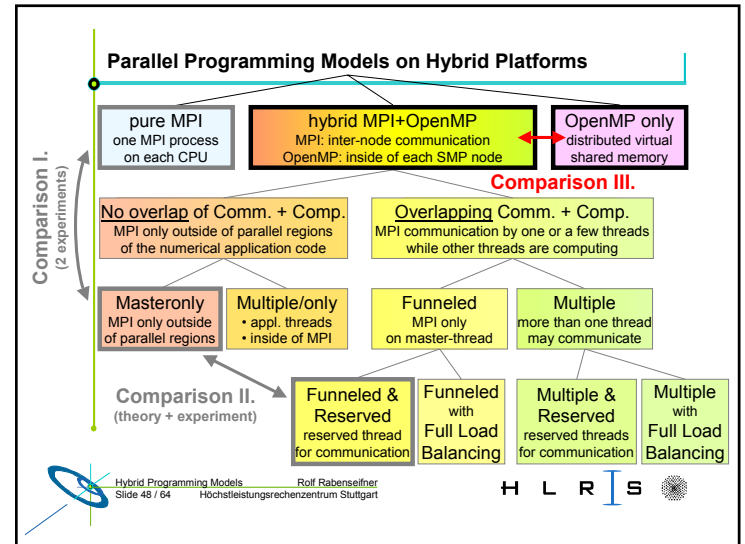 Parallel Programming Models on Hybrid Platforms
pure MPI
one MPI process
on each CPU
hybrid MPI+OpenMP
MPI: inter-node communication
OpenMP: inside of each SMP node
OpenMP only
distributed virtual
shared memory
Comparison III.
Comparison I.
(2 experiments)
No overlap of Comm. + Comp.
MPI only outside of parallel regions
of the numerical application code
Overlapping Comm. + Comp.
MPI communication by one or a few threads
while other threads are computing
Masteronly
MPI only outside
of parallel regions
Multiple/only
• appl. threads
• inside of MPI
Funneled
MPI only
on master-thread
Multiple
more than one thread
may communicate
Comparison II.
(theory + experiment)
Funneled &
Reserved
reserved thread
for communication
Funneled
with
Full Load
Balancing
Multiple &
Reserved
reserved threads
for communication
Multiple
with
Full Load
Balancing
Hybrid Programming Models Rolf Rabenseifner
Slide 48 / 64 Höchstleistungsrechenzentrum Stuttgart
H L R I S